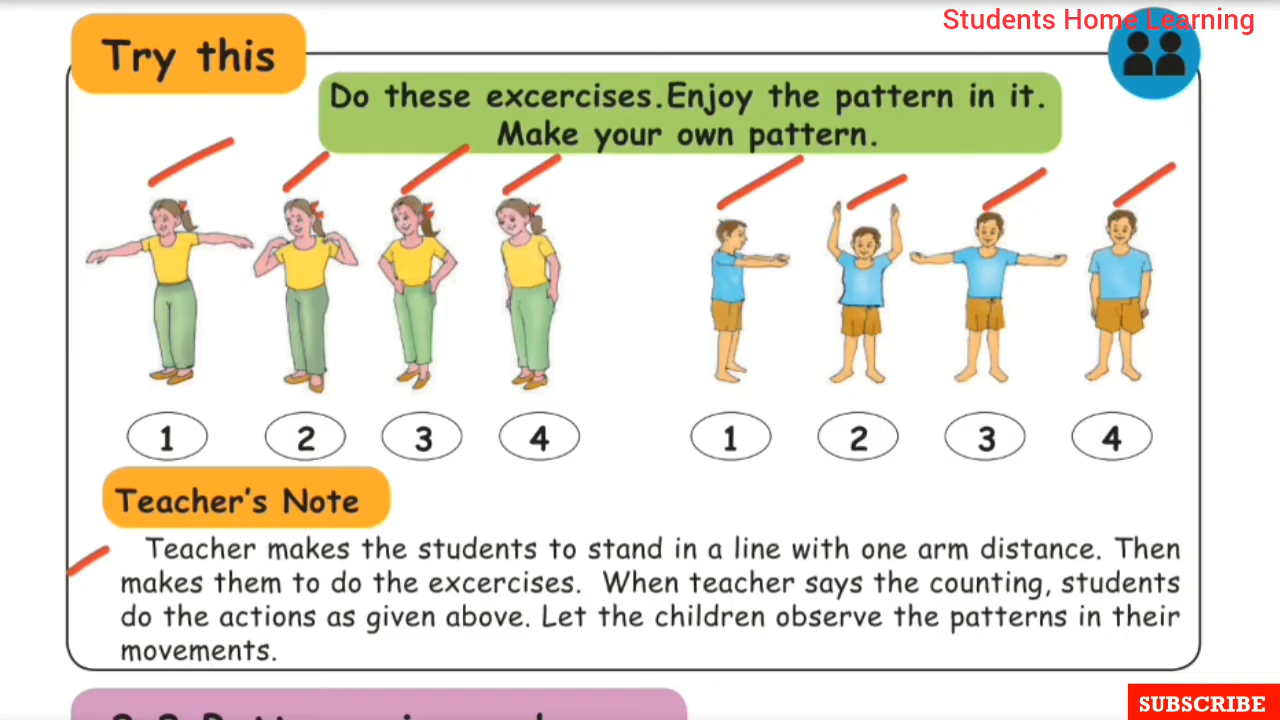 Students Home Learning
Try this
Do these excercises.Enjoy the pattern in it.
Make your own pattern.
1 2 3 4 1 2 3 4
Teacher's Note
Teacher makes the students to stand in a line with one arm distance. Then
makes them to do the excercises. When teacher says the counting, students
do the actions as given above. Let the children observe the patterns in their
movements.
SUBSCRIBE